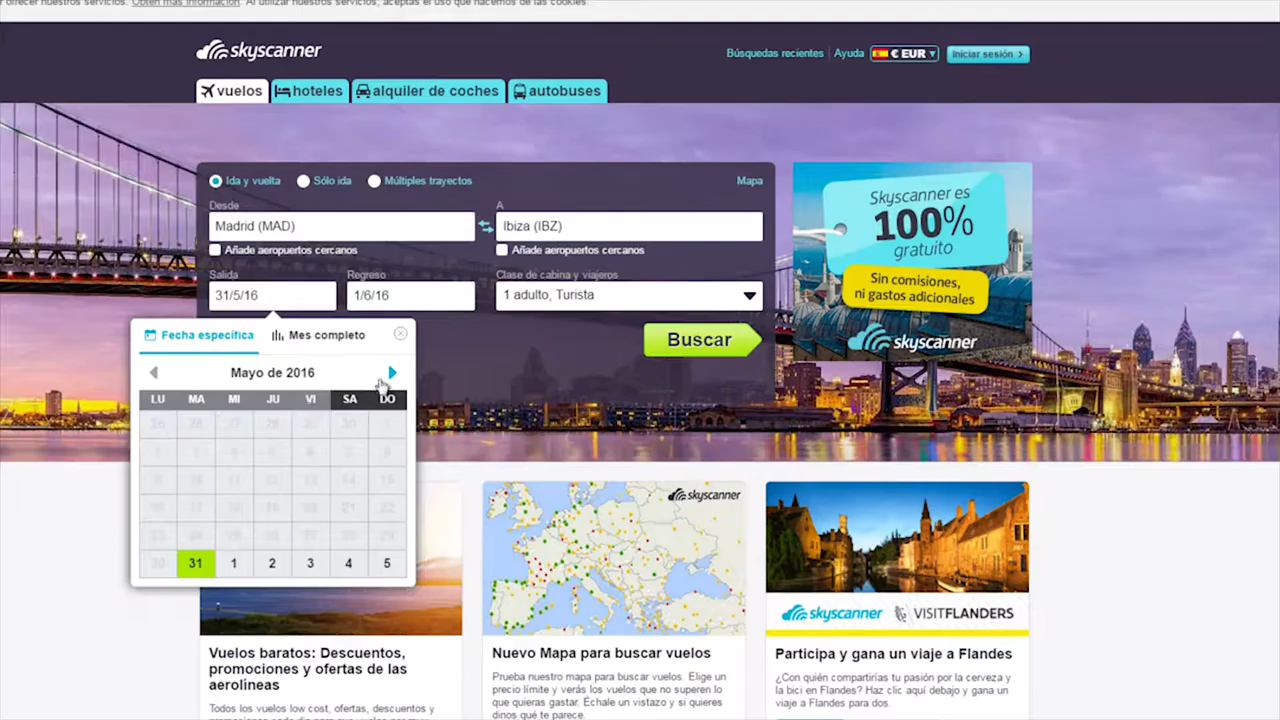 ofrecer nuestros servicios. Obtén más información. Al utilizar nuestros servicios, aceptas el uso que hacemos de las cookies.
skyscanner
Búsquedas recientes
Ayuda
€ EUR
Iniciar sesión
vuelos
hoteles
alquiler de coches
autobuses
Ida y vuelta
Sólo ida
Múltiples trayectos
Mapa
Desde
A
Madrid (MAD)
Ibiza (IBZ)
Añade aeropuertos cercanos
Añade aeropuertos cercanos
Salida
Regreso
Clase de cabina y viajeros
31/5/16
1/6/16
1 adulto, Turista
Buscar
Skyscanner es
100%
gratuito
Sin comisiones,
ni gastos adicionales
skyscanner
Fecha específica
Mes completo
Mayo de 2016
LU MA MI JU VI SA DO
31 1 2 3 4 5
skyscanner
skyscanner
VISITFLANDERS
Vuelos baratos: Descuentos,
promociones y ofertas de las
aerolíneas
Todos los vuelos low cost, ofertas, descuentos y
Nuevo Mapa para buscar vuelos
Prueba nuestro mapa para buscar vuelos. Elige un
precio límite y verás los vuelos que no superen lo
que quieras gastar. Échale un vistazo y si quieres
dinos qué te parece.
Participa y gana un viaje a Flandes
¿Con quién compartirías tu pasión por la cerveza y
la bici en Flandes? Haz clic aquí debajo y gana un
viaje a Flandes para dos.